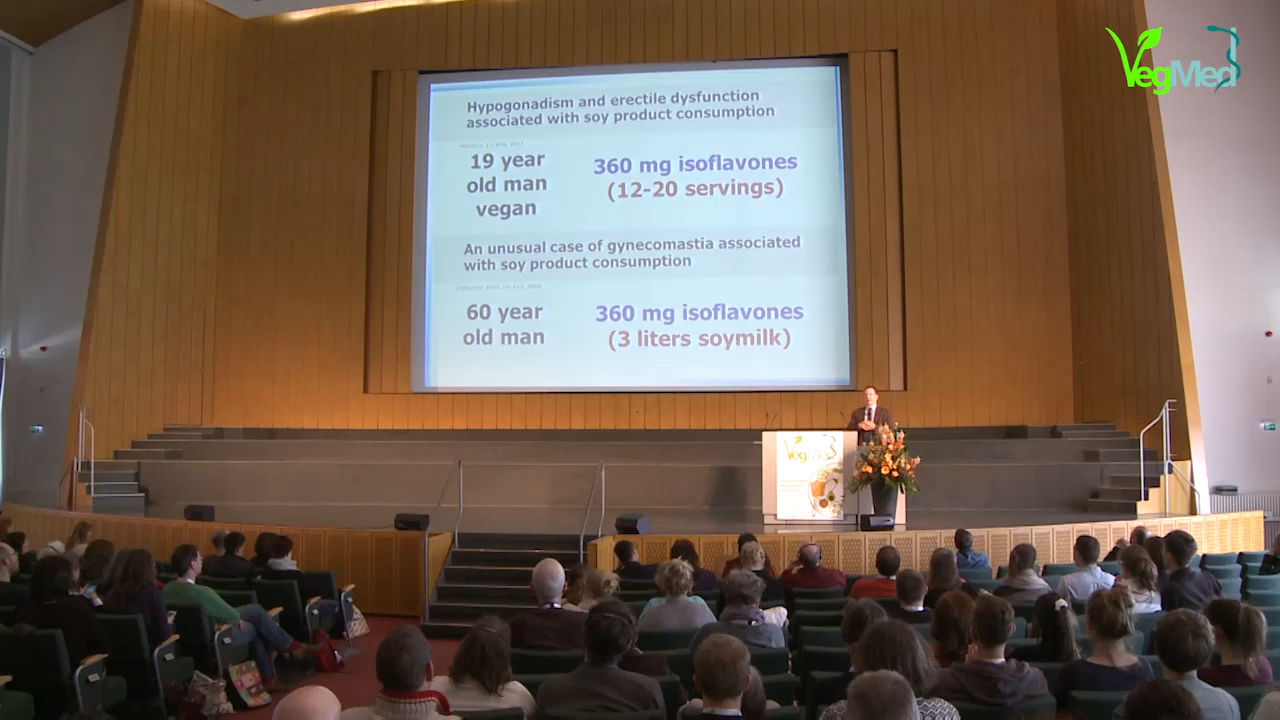 VegMed
Hypogonadism and erectile dysfunction
associated with soy product consumption
19 year
old man
vegan
360 mg isoflavones
(12-20 servings)
An unusual case of gynecomastia associated
with soy product consumption
60 year
old man
360 mg isoflavones
(3 liters soymilk)
VegMed